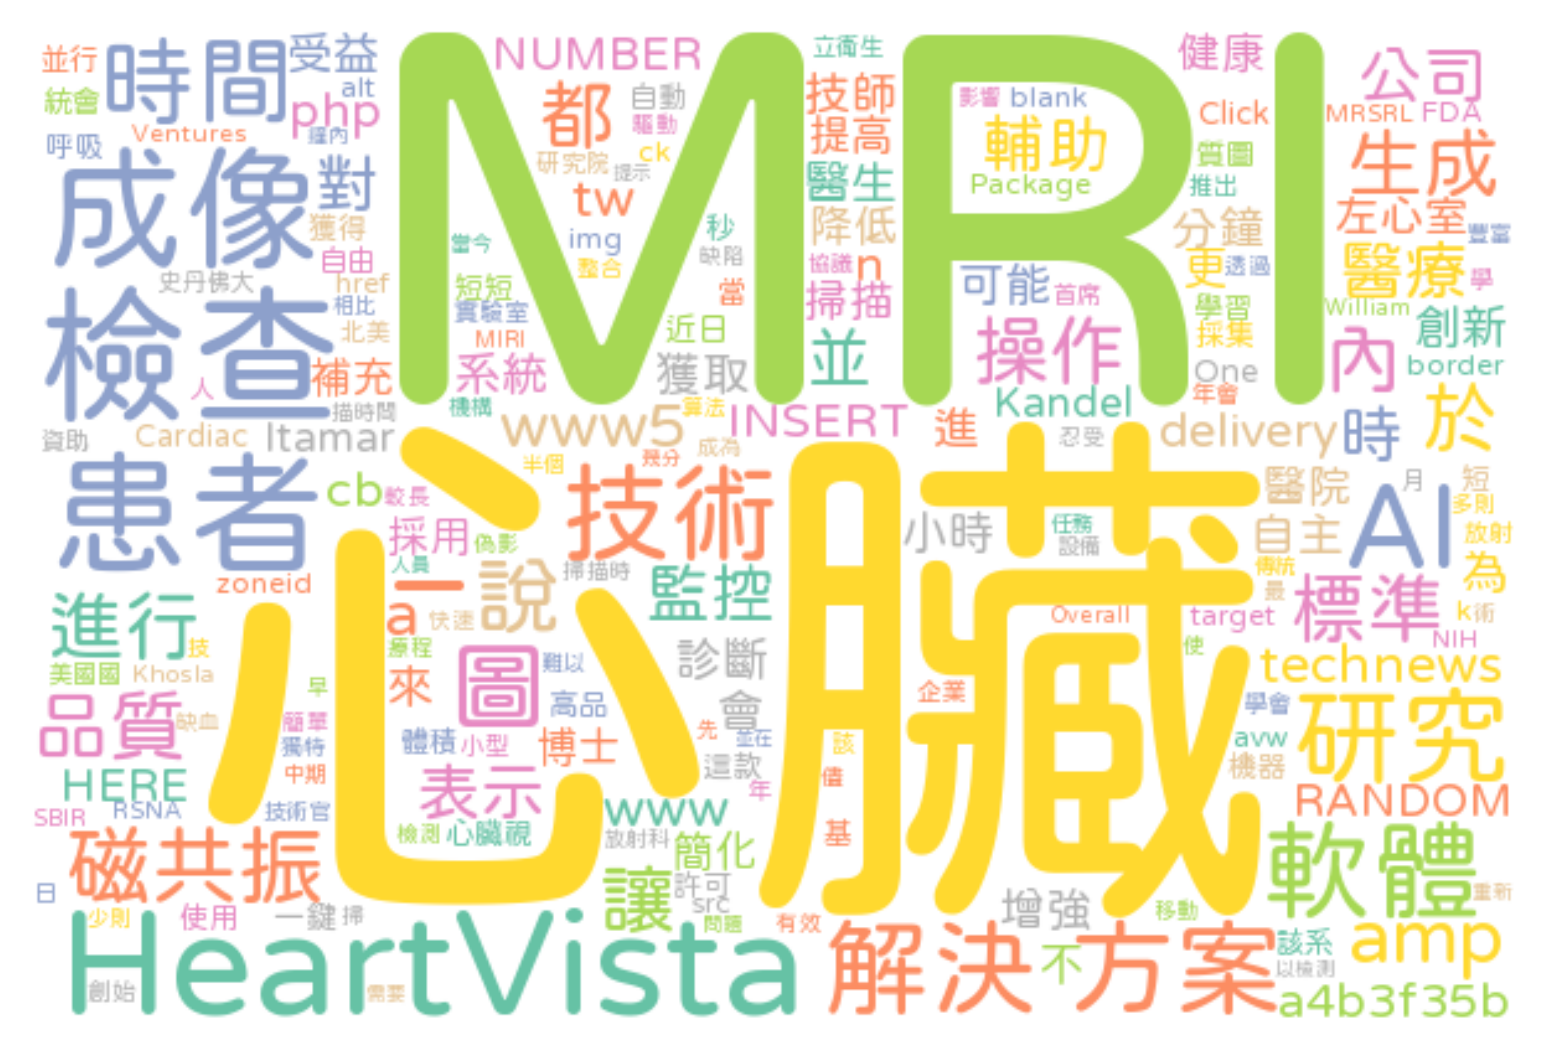 並行 時間 受益 NUMBER 立衛生 健康 公司
統會 alt php 都 自動 技師 影響 blank Click MRSRL FDA
呼吸 Ventures 驅動 提高 輔助 質圖 生成
MRI
成像 對 研究院 ck 提示 醫生 Package 推出 左心室
獲得 tw 秒 降低 分鐘 豐富
自由 當今 img 缺陷 協議 n 可能 更 透過 醫療 學
史丹佛大 href 短短 整合 當 掃描 首席 學習 William
檢查 相比 實驗室 近日 並 操作 採集 內 創新
北美 MIRI 獲取 One border
人 補充 系統 Kandel 年會 於
描時間 機構 www5 算法 INSERT 進 忍受 delivery 時
資助 Cardiac Itamar 半個 幾分 成為
心臟
患者 cb 較長 技術 小時 任務 醫院 月 短
採用 偽影 設備 自主 AI 多則 放射
人員 一 說 掃描時 監控 傳統 為
zoneid a 快速 Overall 最 標準 k 術
進行 技 療程 target NIH
美國國 Khosla 來 圖 難以 診斷 使 technews
早 高品 會 企業 學會 研究
品質 缺血 簡單 體積 小型 博士 先 並在 該 avw
獨特 這款 機器
HERE 中期 表示 年 僅 RANDOM
SBIR RSNA 技術官 www 基
檢測 心臟視 放射科 簡化 軟體
磁共振 讓 許可
日 src 增強 重新
少則 使用 一鍵 掃 問題 有效 移動
HeartVista 解決方案 不 該系 amp
創始 需要 以檢測 a4b3f35b